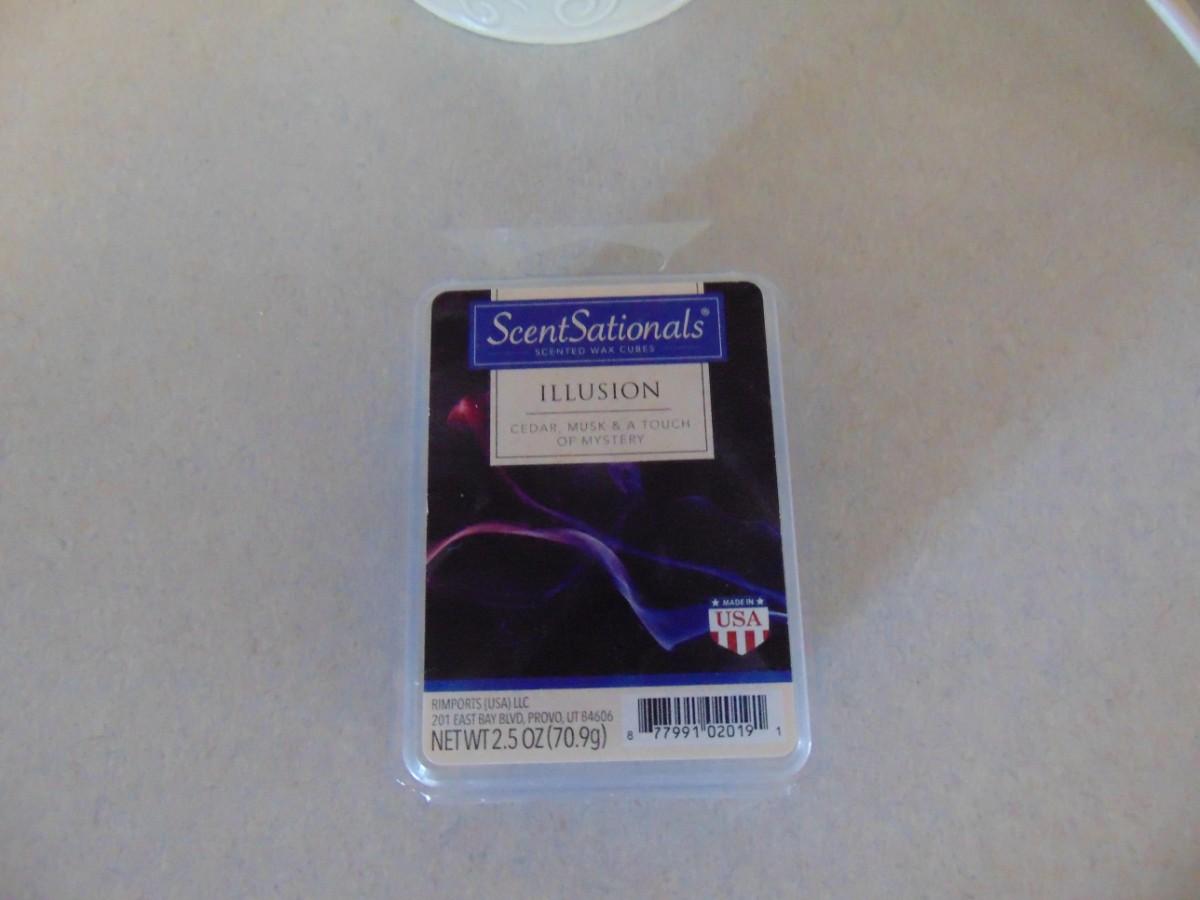 ScentSationals®
SCENTED WAX CUBES
ILLUSION
CEDAR, MUSK & A TOUCH
OF MYSTERY
★ MADE IN ★
USA
RIMPORTS (USA) LLC
201 EAST BAY BLVD, PROVO, UT 84606
NET WT 2.5 OZ (70.9g)
8 77991 02019 1